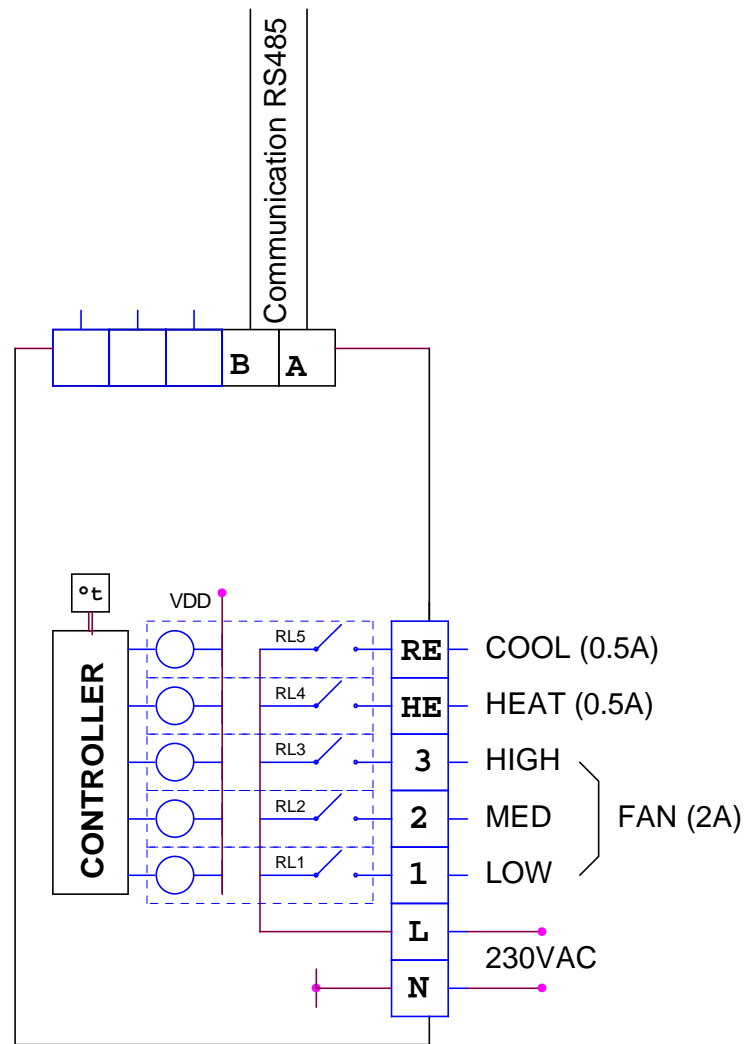 Communication RS485
B
A
°t
VDD
CONTROLLER
RL5
RE
COOL (0.5A)
RL4
HE
HEAT (0.5A)
RL3
3
HIGH
RL2
2
MED
FAN (2A)
RL1
1
LOW
L
230VAC
N